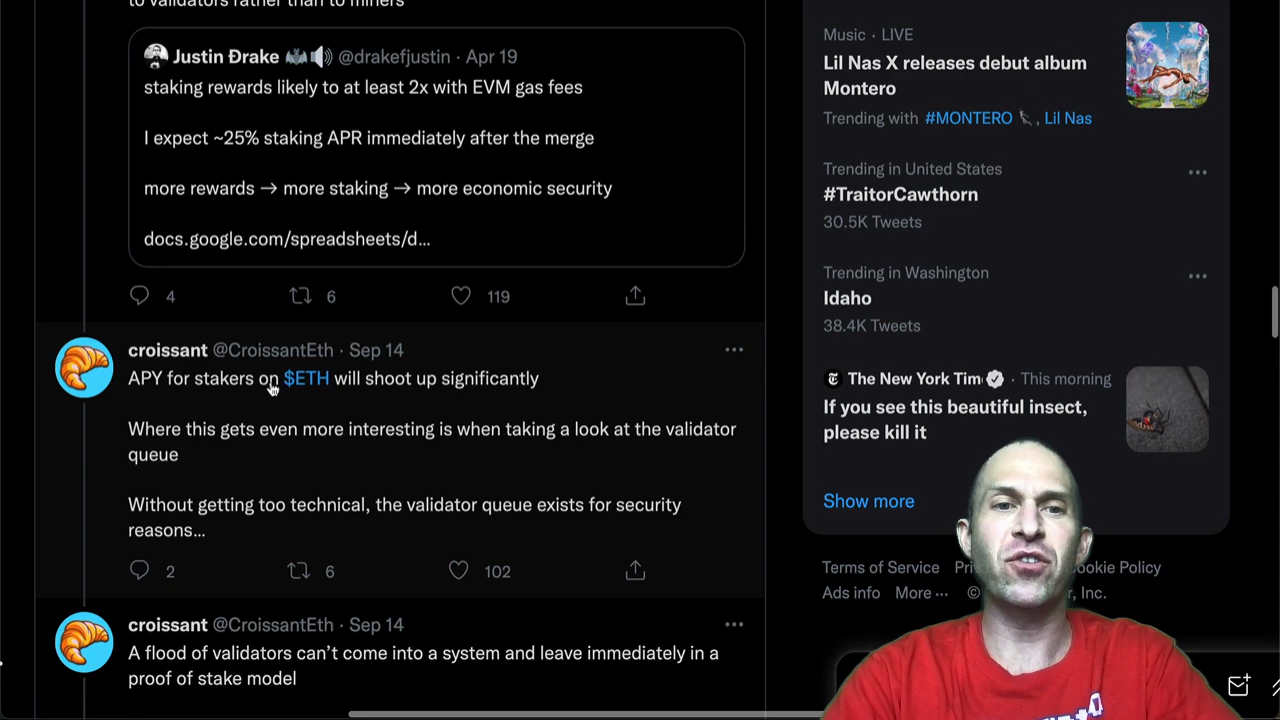 to validators rather than to miners
Justin Đrake 🦇🔊 @drakefjustin · Apr 19
staking rewards likely to at least 2x with EVM gas fees
I expect ~25% staking APR immediately after the merge
more rewards → more staking → more economic security
docs.google.com/spreadsheets/d…
4 6 119
croissant @CroissantEth · Sep 14
APY for stakers on $ETH will shoot up significantly
Where this gets even more interesting is when taking a look at the validator
queue
Without getting too technical, the validator queue exists for security
reasons…
2 6 102
croissant @CroissantEth · Sep 14
A flood of validators can’t come into a system and leave immediately in a
proof of stake model
Music · LIVE
Lil Nas X releases debut album
Montero
Trending with #MONTERO , Lil Nas
Trending in United States
#TraitorCawthorn
30.5K Tweets
Trending in Washington
Idaho
38.4K Tweets
The New York Tim · This morning
If you see this beautiful insect,
please kill it
Show more
Terms of Service Cookie Policy
Ads info More ··· © Inc.